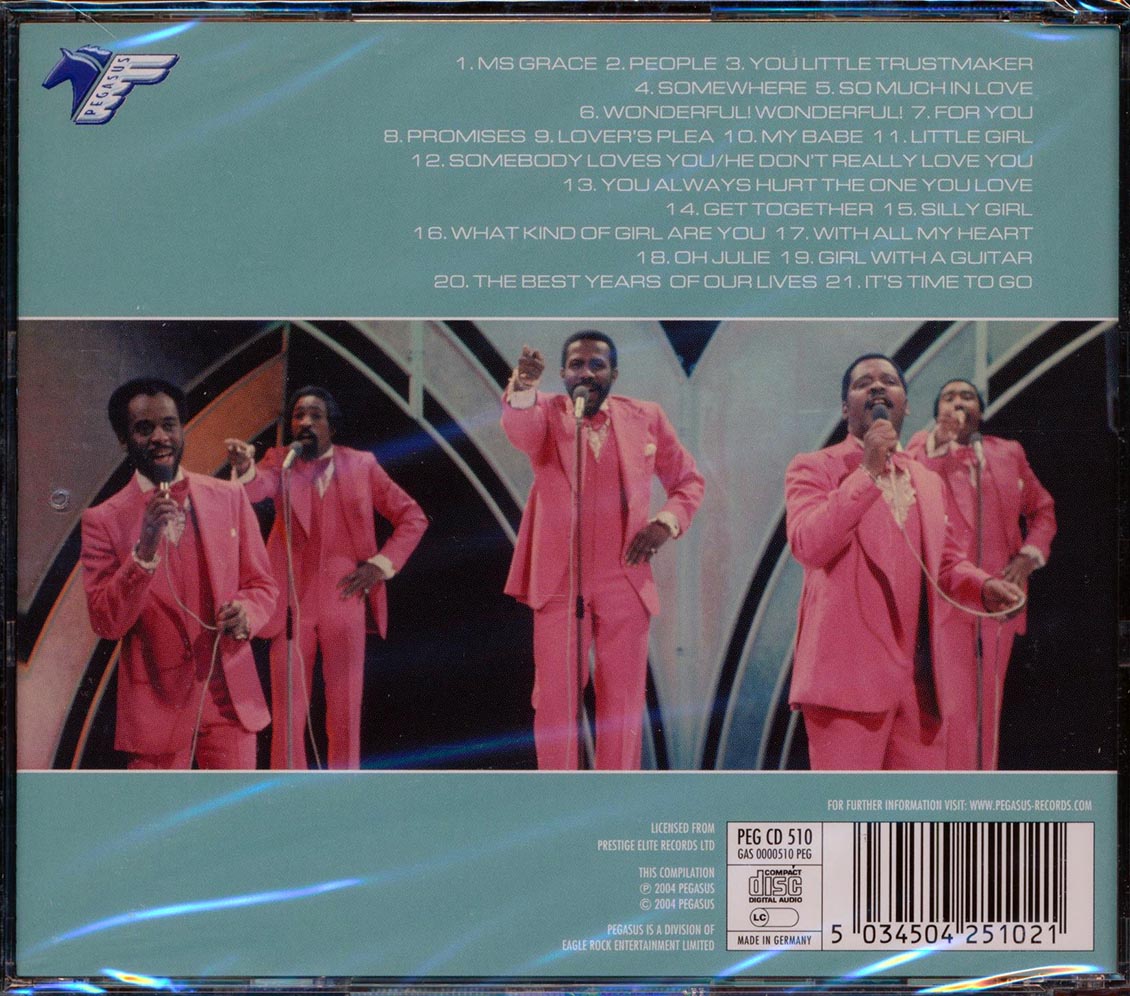 PEGASUS
1. MS GRACE 2. PEOPLE 3. YOU LITTLE TRUSTMAKER
4. SOMEWHERE 5. SO MUCH IN LOVE
6. WONDERFUL! WONDERFUL! 7. FOR YOU
8. PROMISES 9. LOVER'S PLEA 10. MY BABE 11. LITTLE GIRL
12. SOMEBODY LOVES YOU/HE DON'T REALLY LOVE YOU
13. YOU ALWAYS HURT THE ONE YOU LOVE
14. GET TOGETHER 15. SILLY GIRL
16. WHAT KIND OF GIRL ARE YOU 17. WITH ALL MY HEART
18. OH JULIE 19. GIRL WITH A GUITAR
20. THE BEST YEARS OF OUR LIVES 21. IT'S TIME TO GO
FOR FURTHER INFORMATION VISIT: WWW.PEGASUS-RECORDS.COM
LICENSED FROM
PRESTIGE ELITE RECORDS LTD
THIS COMPILATION
℗ 2004 PEGASUS
© 2004 PEGASUS
PEGASUS IS A DIVISION OF
EAGLE ROCK ENTERTAINMENT LIMITED
PEG CD 510
GAS 0000510 PEG
COMPACT
disc
DIGITAL AUDIO
LC
MADE IN GERMANY
5 034504 251021